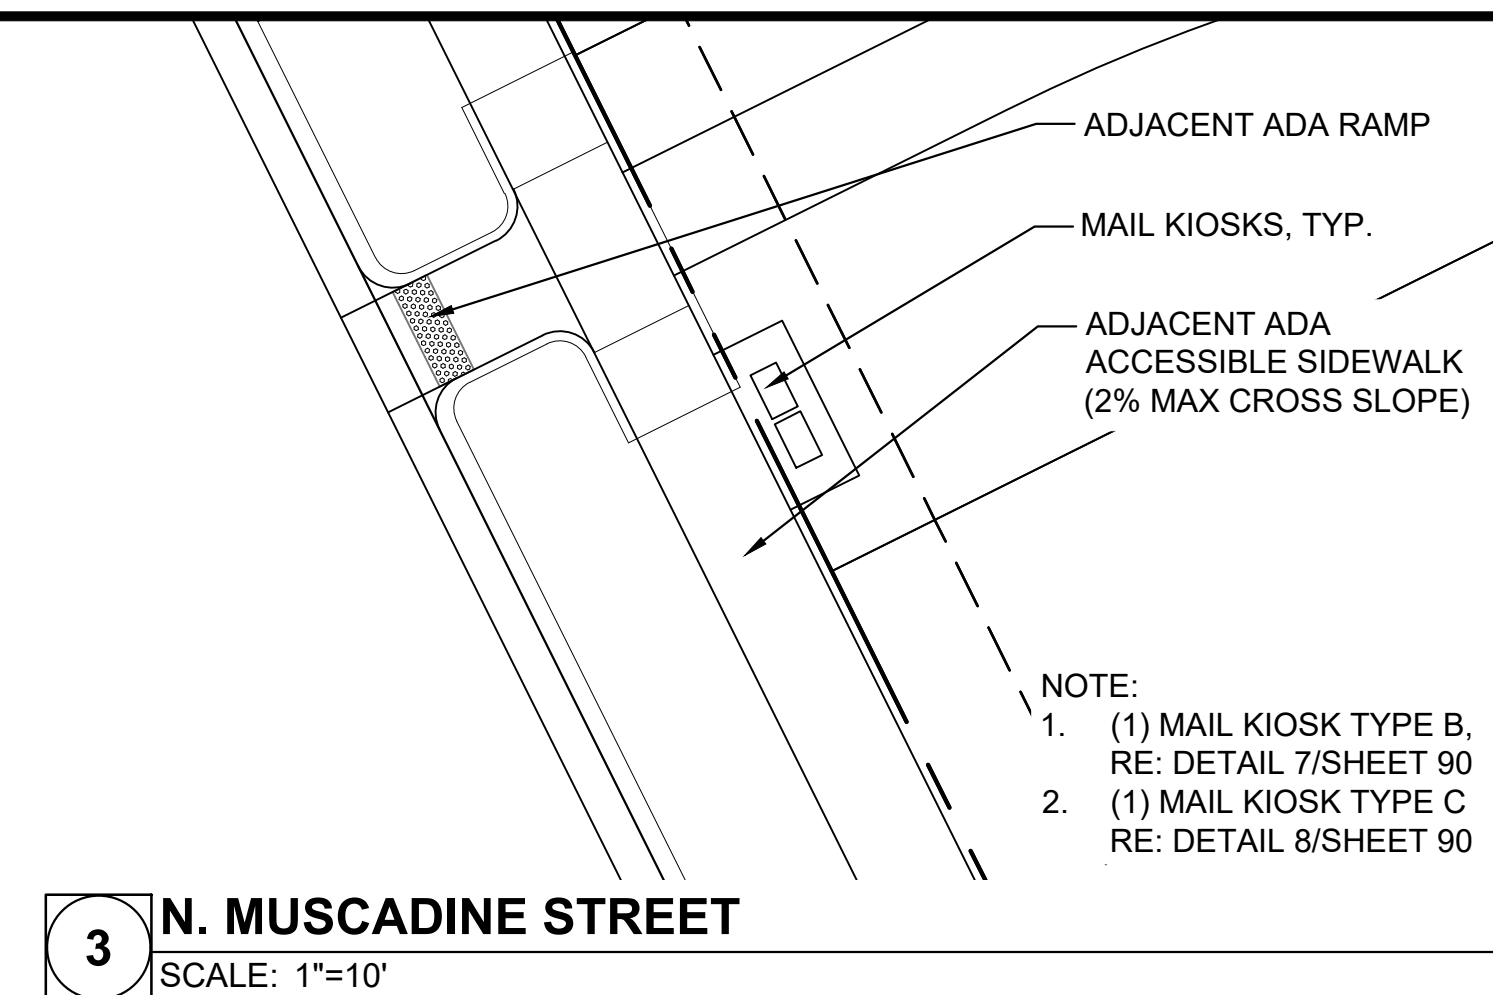 ADJACENT ADA RAMP
MAIL KIOSKS, TYP.
ADJACENT ADA
ACCESSIBLE SIDEWALK
(2% MAX CROSS SLOPE)
NOTE:
1. (1) MAIL KIOSK TYPE B,
RE: DETAIL 7/SHEET 90
2. (1) MAIL KIOSK TYPE C
RE: DETAIL 8/SHEET 90
3
N. MUSCADINE STREET
SCALE: 1"=10'